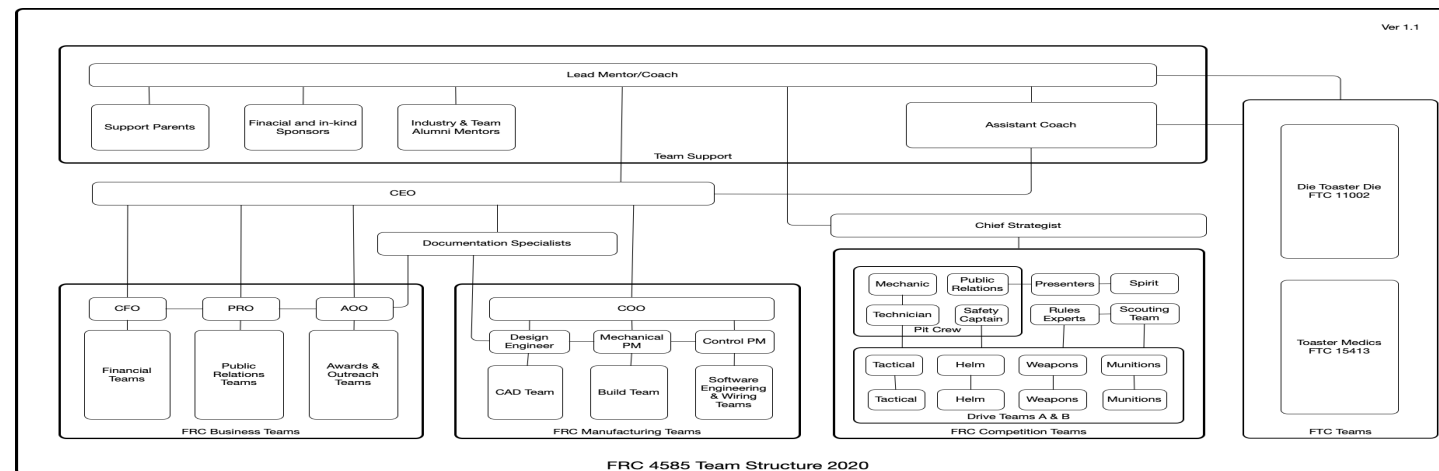 Ver 1.1
Lead Mentor/Coach
Support Parents
Finacial and in-kind
Sponsors
Industry & Team
Alumni Mentors
Assistant Coach
Team Support
CEO
Documentation Specialists
Chief Strategist
CFO
PRO
AOO
Financial
Teams
Public
Relations
Teams
Awards &
Outreach
Teams
FRC Business Teams
COO
Design
Engineer
Mechanical
PM
Control PM
CAD Team
Build Team
Software
Engineering
& Wiring
Teams
FRC Manufacturing Teams
Mechanic
Public
Relations
Presenters
Spirit
Technician
Safety
Captain
Rules
Experts
Scouting
Team
Pit Crew
Tactical
Helm
Weapons
Munitions
Tactical
Helm
Weapons
Munitions
Drive Teams A & B
FRC Competition Teams
Die Toaster Die
FTC 11002
Toaster Medics
FTC 15413
FTC Teams
FRC 4585 Team Structure 2020